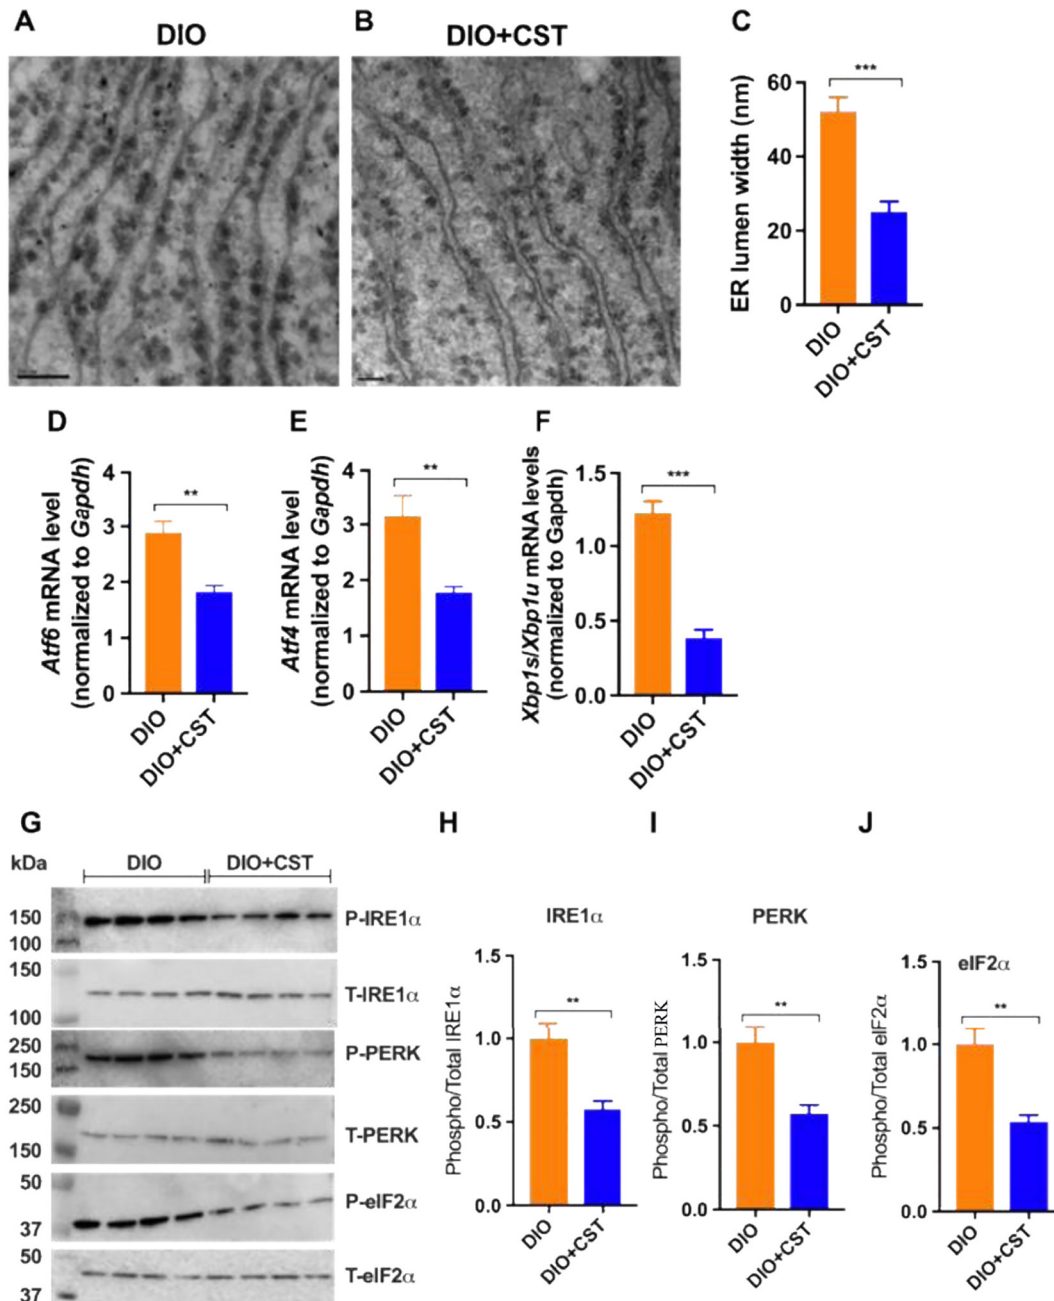 A
DIO
B
DIO+CST
C
ER lumen width (nm)
60
40
20
0
***
DIO
DIO+CST
D
Atf6 mRNA level
(normalized to Gapdh)
4
3
2
1
0
**
DIO
DIO+CST
E
Atf4 mRNA level
(normalized to Gapdh)
4
3
2
1
0
**
DIO
DIO+CST
F
Xbp1s/Xbp1u mRNA levels
(normalized to Gapdh)
1.5
1.0
0.5
0.0
***
DIO
DIO+CST
G
kDa
DIO
DIO+CST
150
100
P-IRE1α
150
100
T-IRE1α
250
150
P-PERK
250
150
T-PERK
50
37
P-eIF2α
50
37
T-eIF2α
H
IRE1α
Phospho/Total IRE1α
1.5
1.0
0.5
0.0
**
DIO
DIO+CST
I
PERK
Phospho/Total PERK
1.5
1.0
0.5
0.0
**
DIO
DIO+CST
J
eIF2α
Phospho/Total eIF2α
1.5
1.0
0.5
0.0
**
DIO
DIO+CST